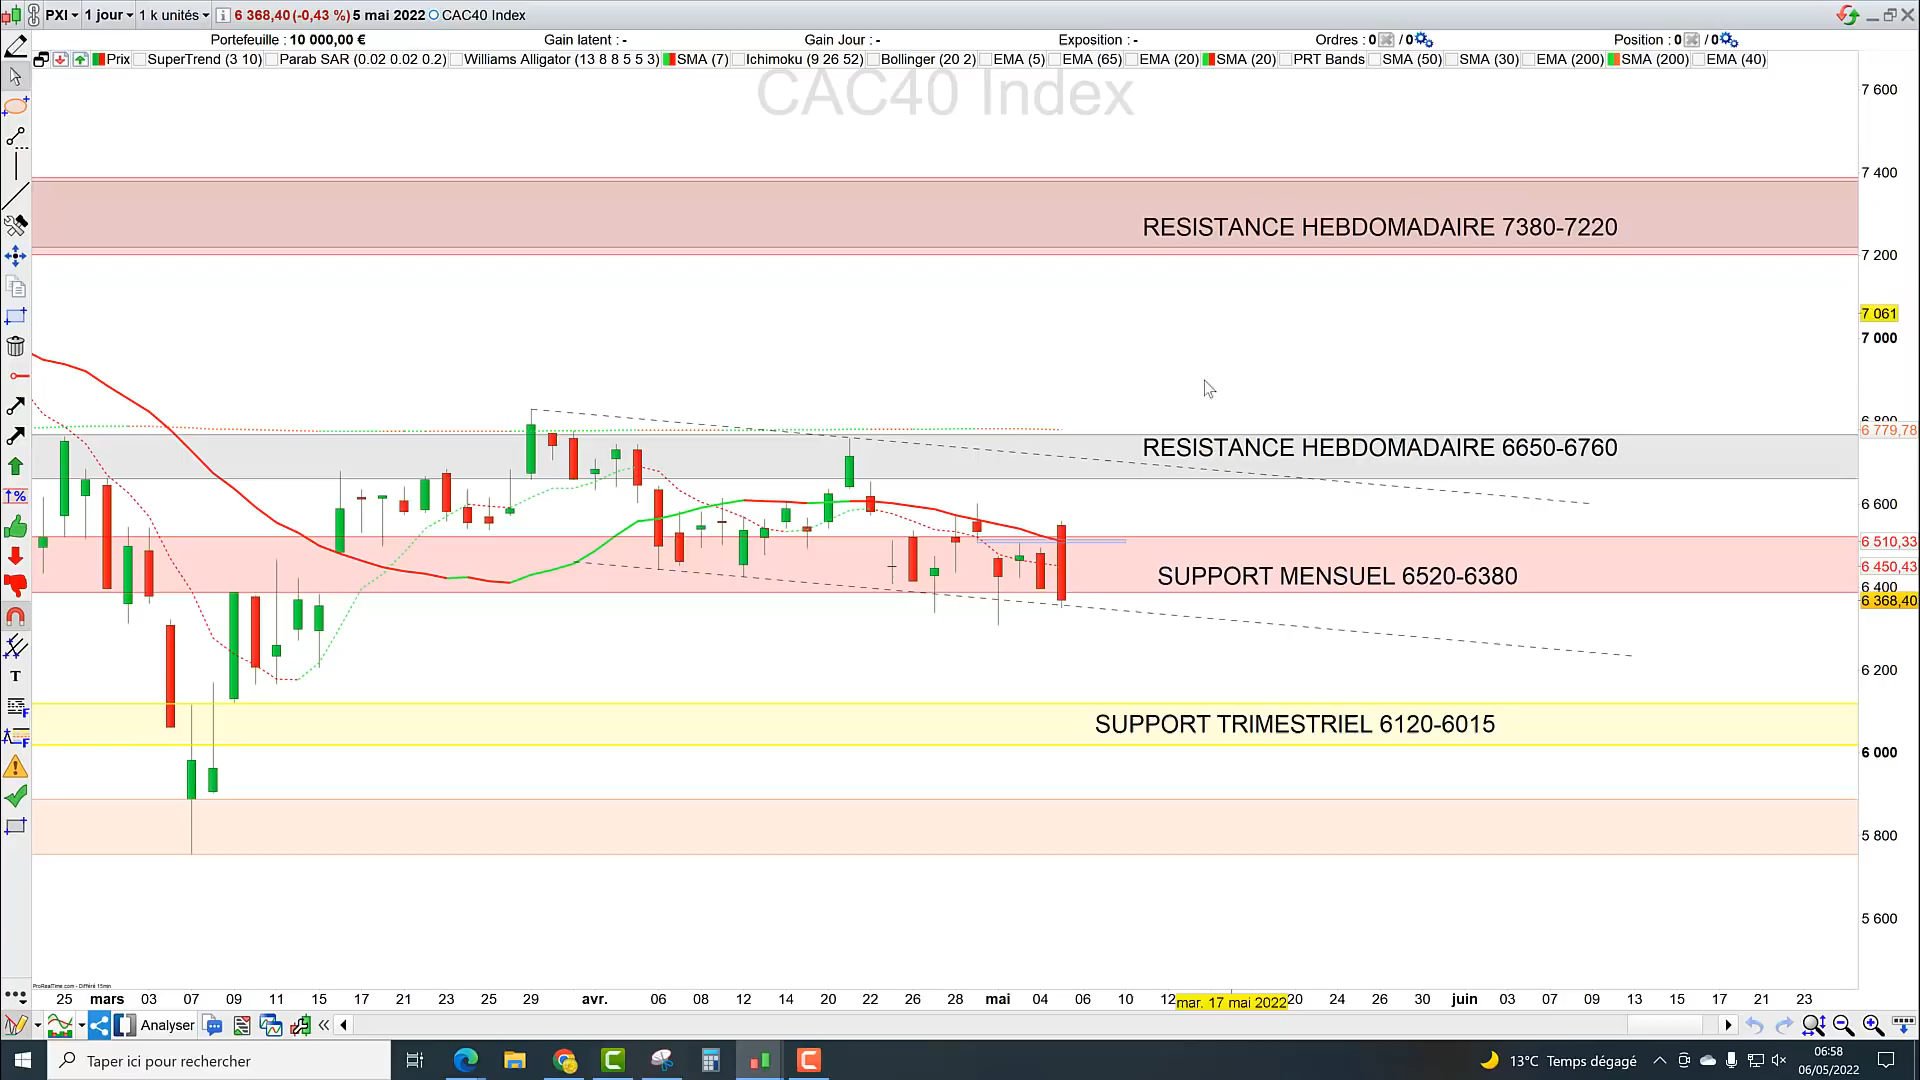 PXI 1 jour 1 k unités 6 368,40 (-0,43 %) 5 mai 2022 CAC40 Index
Portefeuille : 10 000,00 € Gain latent : - Gain Jour : - Exposition : - Ordres : 0 / 0 Position : 0 / 0
Prix SuperTrend (3 10) Parab SAR (0.02 0.02 0.2) Williams Alligator (13 8 8 5 5 3) SMA (7) Ichimoku (9 26 52) Bollinger (20 2) EMA (5) EMA (65) EMA (20) SMA (20) PRT Bands SMA (50) SMA (30) EMA (200) SMA (200) EMA (40)
CAC40 Index
7 600
7 400
RESISTANCE HEBDOMADAIRE 7380-7220
7 200
7 061
7 000
6 800
6 779,78
RESISTANCE HEBDOMADAIRE 6650-6760
6 600
6 510,33
6 450,43
SUPPORT MENSUEL 6520-6380
6 400
6 368,40
6 200
SUPPORT TRIMESTRIEL 6120-6015
6 000
5 800
5 600
ProRealTime.com - Différé 15min
25 mars 03 07 09 11 15 17 21 23 25 29 avr. 06 08 12 14 20 22 26 28 mai 04 06 10 12 mar. 17 mai 2022 20 24 26 30 juin 03 07 09 13 15 17 21 23
Analyser
Taper ici pour rechercher
13°C Temps dégagé
06:58
06/05/2022